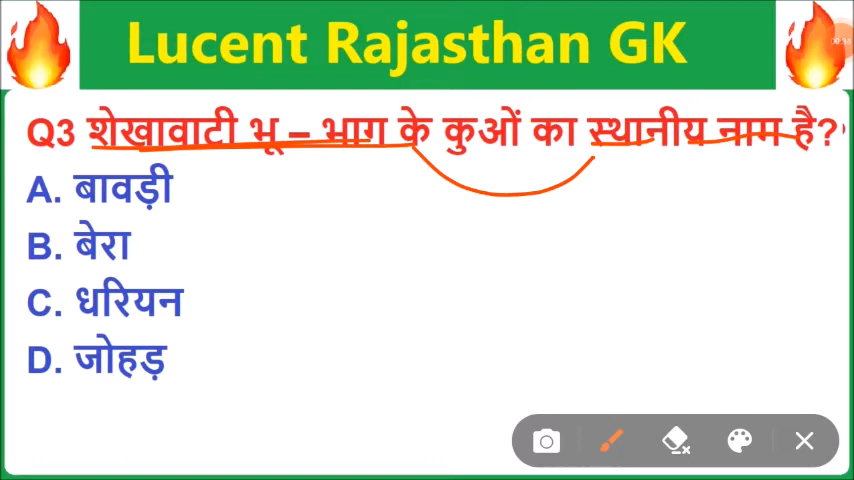 Lucent Rajasthan GK
Q3 शेखावाटी भू – भाग के कुओं का स्थानीय नाम है?
A. बावड़ी
B. बेरा
C. धरियन
D. जोहड़